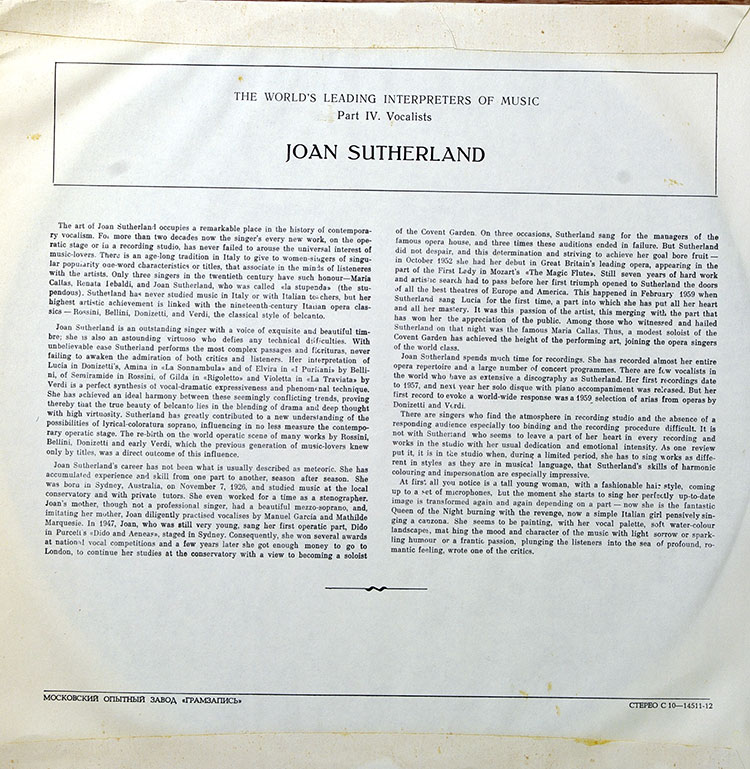 THE WORLD'S LEADING INTERPRETERS OF MUSIC
Part IV. Vocalists
JOAN SUTHERLAND
The art of Joan Sutherland occupies a remarkable place in the history of contempora-
ry vocalism. For more than two decades now the singer's every new work, on the ope-
ratic stage or in a recording studio, has never failed to arouse the universal interest of
music-lovers. There is an age-long tradition in Italy to give to women-singers of singu-
lar popularity one-word characteristics or titles, that associate in the minds of listeneres
with the artists. Only three singers in the twentieth century have such honour—Maria
Callas, Renata Tebaldi, and Joan Sutherland, who was called «la stupenda» (the stu-
pendous). Sutherland has never studied music in Italy or with Italian teachers, but her
highest artistic achievement is linked with the nineteenth-century Italian opera clas-
sics — Rossini, Bellini, Donizetti, and Verdi, the classical style of belcanto.
Joan Sutherland is an outstanding singer with a voice of exquisite and beautiful tim-
bre; she is also an astounding virtuoso who defies any technical difficulties. With
unbelievable ease Sutherland performs the most complex passages and fiorituras, never
failing to awaken the admiration of both critics and listeners. Her interpretation of
Lucia in Donizetti's, Amina in «La Sonnambula» and of Elvira in «I Puritani» by Belli-
ni, of Semiramide in Rossini, of Gilda in «Rigoletto» and Violetta in «La Traviata» by
Verdi is a perfect synthesis of vocal-dramatic expressiveness and phenomenal technique.
She has achieved an ideal harmony between these seemingly conflicting trends, proving
thereby that the true beauty of belcanto lies in the blending of drama and deep thought
with high virtuosity. Sutherland has greatly contributed to a new understanding of the
possibilities of lyrical-coloratura soprano, influencing in no less measure the contempo-
rary operatic stage. The re-birth on the world operatic scene of many works by Rossini,
Bellini, Donizetti and early Verdi, which the previous generation of music-lovers knew
only by titles, was a direct outcome of this influence.
Joan Sutherland's career has not been what is usually described as meteoric. She has
accumulated experience and skill from one part to another, season after season. She
was born in Sydney, Australia, on November 7, 1926, and studied music at the local
conservatory and with private tutors. She even worked for a time as a stenographer.
Joan's mother, though not a professional singer, had a beautiful mezzo-soprano, and,
imitating her mother, Joan diligently practised vocalises by Manuel Garcia and Mathilde
Marquesie. In 1947, Joan, who was still very young, sang her first operatic part, Dido
in Purcell's «Dido and Aeneas», staged in Sydney. Consequently, she won several awards
at national vocal competitions and a few years later she got enough money to go to
London, to continue her studies at the conservatory with a view to becoming a soloist
of the Covent Garden. On three occasions, Sutherland sang for the managers of the
famous opera house, and three times these auditions ended in failure. But Sutherland
did not despair, and this determination and striving to achieve her goal bore fruit —
in October 1952 she had her debut in Great Britain's leading opera, appearing in the
part of the First Lady in Mozart's «The Magic Flute». Still seven years of hard work
and artistic search had to pass before her first triumph opened to Sutherland the doors
of all the best theatres of Europe and America. This happened in February 1959 when
Sutherland sang Lucia for the first time, a part into which she has put all her heart
and all her mastery. It was this passion of the artist, this merging with the part that
has won her the appreciation of the public. Among those who witnessed and hailed
Sutherland on that night was the famous Maria Callas. Thus, a modest soloist of the
Covent Garden has achieved the height of the performing art, joining the opera singers
of the world class.
Joan Sutherland spends much time for recordings. She has recorded almost her entire
opera repertoire and a large number of concert programmes. There are few vocalists in
the world who have as extensive a discography as Sutherland. Her first recordings date
to 1957, and next year her solo disc with piano accompaniment was released. But her
first record to evoke a world-wide response was a 1959 selection of arias from operas by
Donizetti and Verdi.
There are singers who find the atmosphere in recording studio and the absence of a
responding audience especially too binding and the recording procedure difficult. It is
not with Sutherland who seems to leave a part of her heart in every recording and
works in the studio with her usual dedication and emotional intensity. As one review
put it, it is in the studio when, during a limited period, she has to sing works as diffe-
rent in styles as they are in musical language, that Sutherland's skills of harmonic
colouring and impersonation are especially impressive.
At first all you notice is a tall young woman, with a fashionable hair style, coming
up to a set of microphones, but the moment she starts to sing her perfectly up-to-date
image is transformed again and again depending on a part — now she is the fantastic
Queen of the Night burning with the revenge, now a simple Italian girl pensively sin-
ging a canzona. She seems to be painting, with her vocal palette, soft water-colour
landscapes, matching the mood and character of the music with light sorrow or spark-
ling humour or a frantic passion, plunging the listeners into the sea of profound, ro-
mantic feeling, wrote one of the critics.
МОСКОВСКИЙ ОПЫТНЫЙ ЗАВОД «ГРАМЗАПИСЬ»
СТЕРЕО С 10—14511-12